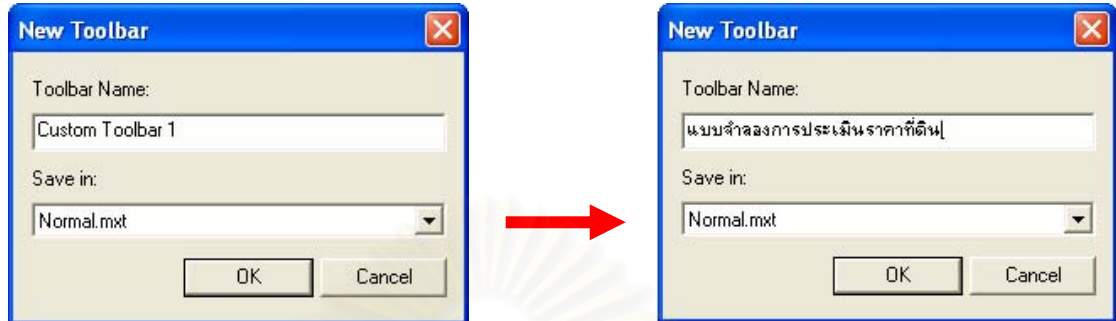 New Toolbar
Toolbar Name:
Custom Toolbar 1
Save in:
Normal.mxt
OK Cancel
New Toolbar
Toolbar Name:
แบบจำลองการประเมินราคาที่ดิน
Save in:
Normal.mxt
OK Cancel